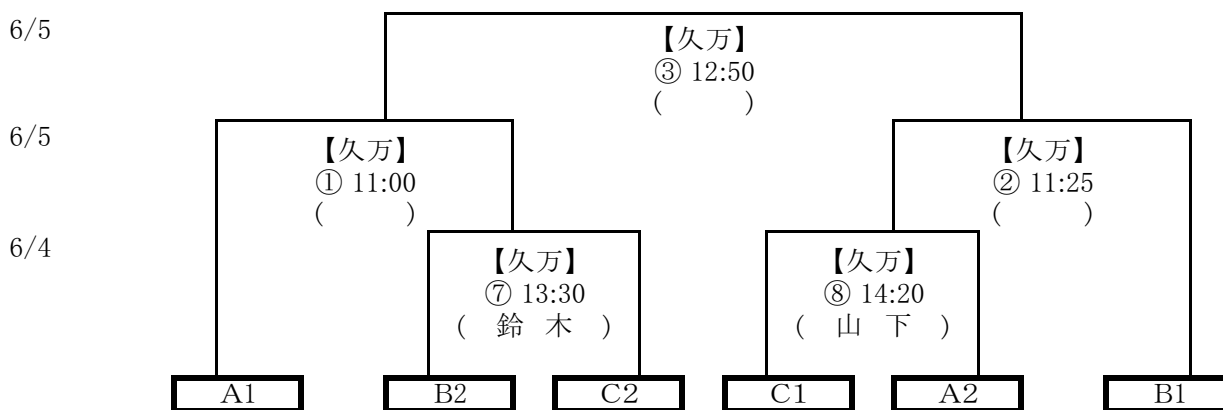 6/5
【久万】
③ 12:50
(      )
6/5
【久万】
① 11:00
(      )
【久万】
② 11:25
(      )
6/4
【久万】
⑦ 13:30
( 鈴 木 )
【久万】
⑧ 14:20
( 山 下 )
A1
B2
C2
C1
A2
B1